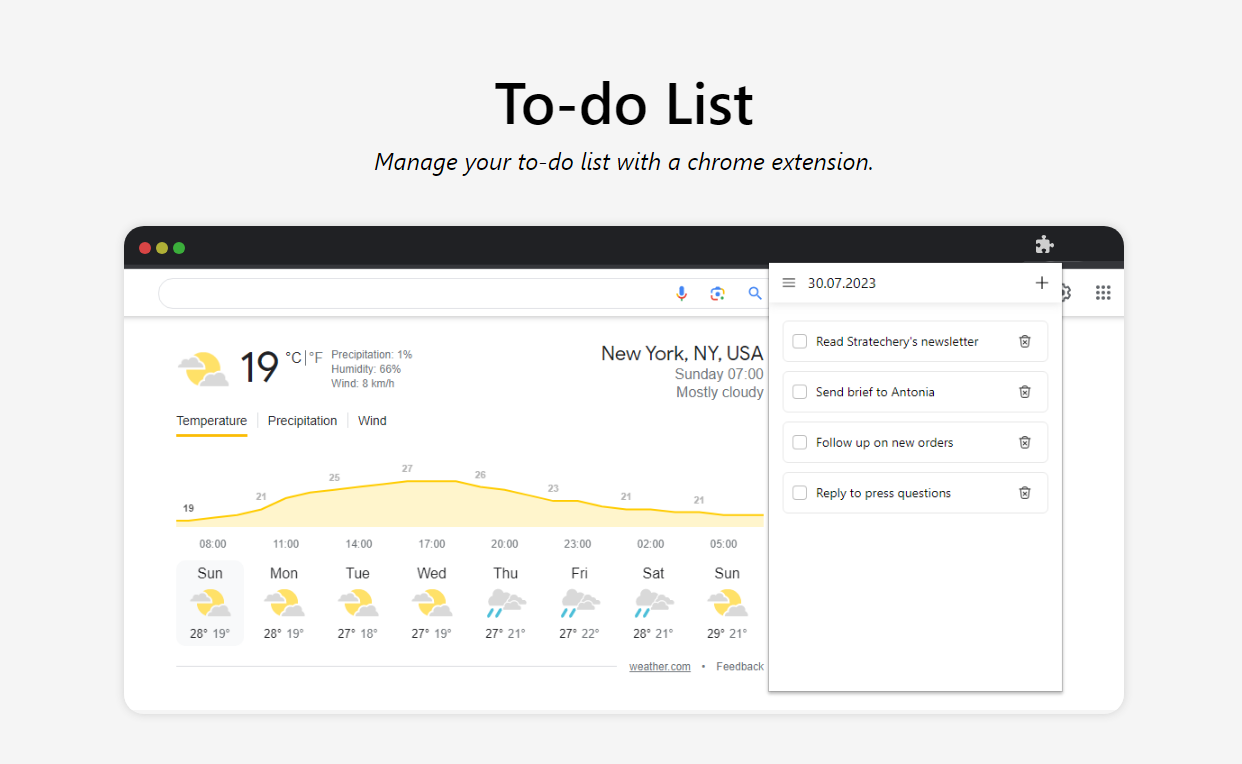 To-do List
Manage your to-do list with a chrome extension.
30.07.2023
19 °C|°F
Precipitation: 1%
Humidity: 66%
Wind: 8 km/h
New York, NY, USA
Sunday 07:00
Mostly cloudy
Temperature Precipitation Wind
19 21 25 27 26 23 21 21
08:00 11:00 14:00 17:00 20:00 23:00 02:00 05:00
Sun Mon Tue Wed Thu Fri Sat Sun
28° 19° 28° 19° 27° 18° 27° 19° 27° 21° 27° 22° 28° 21° 29° 21°
weather.com • Feedback
Read Stratechery's newsletter
Send brief to Antonia
Follow up on new orders
Reply to press questions